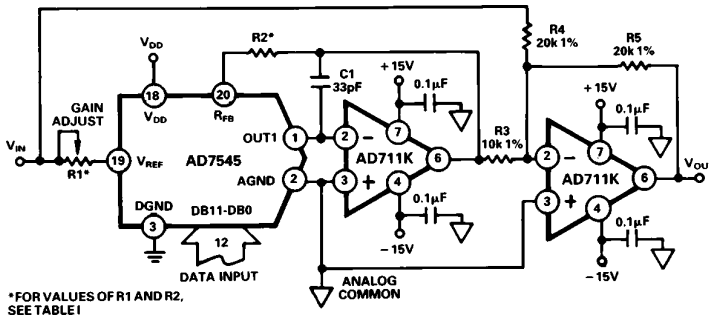 R4
20k 1%
R5
20k 1%
R2*
C1
33pF
VDD
+15V
0.1µF
+15V
0.1µF
GAIN
ADJUST
18
VDD
20
RFB
OUT1
1
2
–
7
R3
10k 1%
VIN
R1*
19
VREF
AD7545
AD711K
6
2
–
7
AD711K
6
VOU
AGND
2
3
+
4
3
+
4
DGND
3
DB11-DB0
12
DATA INPUT
0.1µF
–15V
0.1µF
–15V
ANALOG
COMMON
*FOR VALUES OF R1 AND R2,
SEE TABLE I